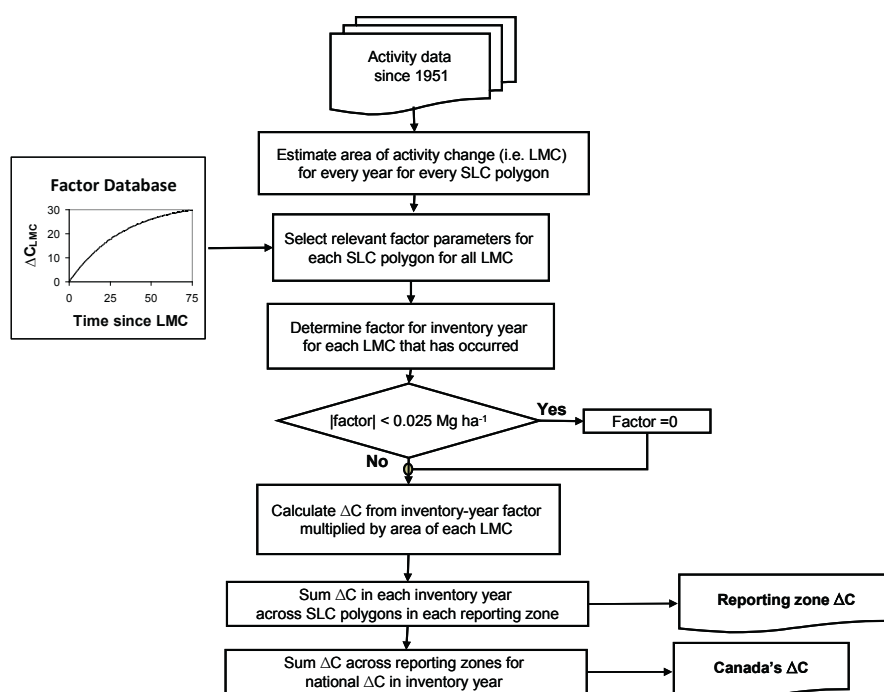 Activity data
since 1951
Estimate area of activity change (i.e. LMC)
for every year for every SLC polygon
Factor Database
30
20
10
0
ΔC_LMC
0 25 50 75
Time since LMC
Select relevant factor parameters for
each SLC polygon for all LMC
Determine factor for inventory year
for each LMC that has occurred
|factor| < 0.025 Mg ha⁻¹
Yes
Factor =0
No
Calculate ΔC from inventory-year factor
multiplied by area of each LMC
Sum ΔC in each inventory year
across SLC polygons in each reporting zone
Reporting zone ΔC
Sum ΔC across reporting zones for
national ΔC in inventory year
Canada's ΔC